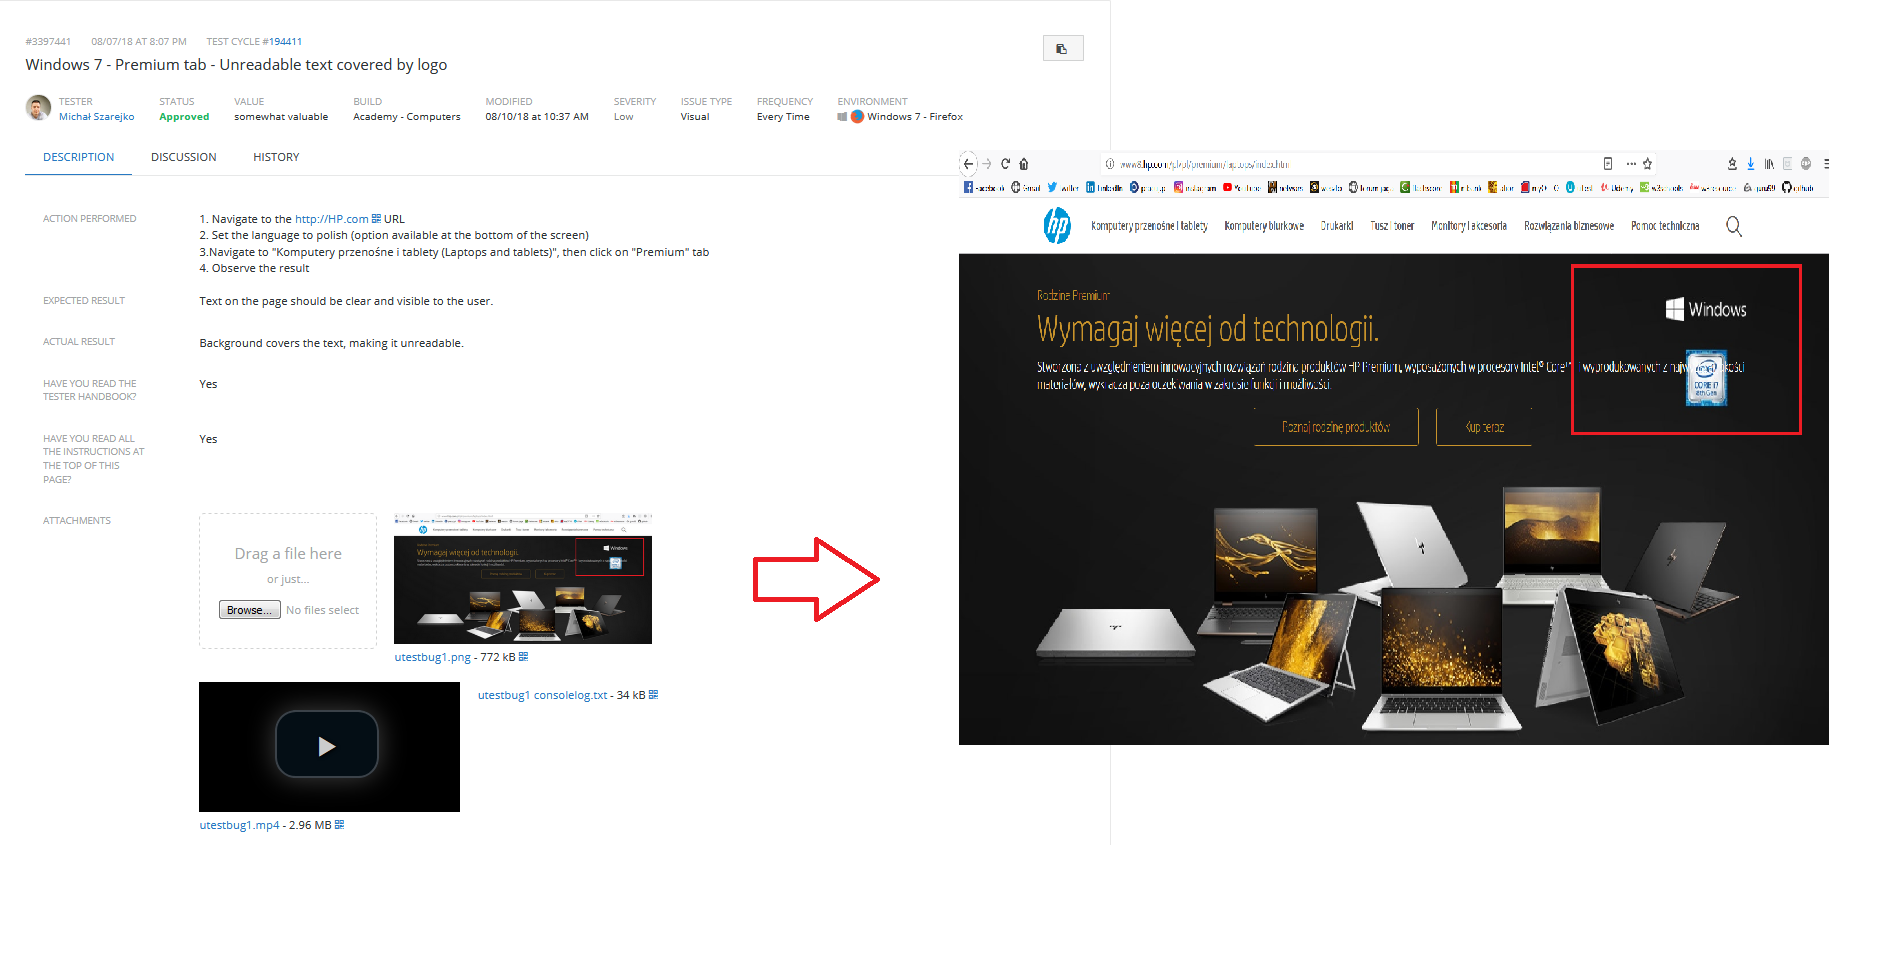 #3397441 08/07/18 AT 8:07 PM TEST CYCLE #194411
Windows 7 - Premium tab - Unreadable text covered by logo
TESTER STATUS VALUE BUILD MODIFIED SEVERITY ISSUE TYPE FREQUENCY ENVIRONMENT
Michał Szarejko Approved somewhat valuable Academy - Computers 08/10/18 at 10:37 AM Low Visual Every Time Windows 7 - Firefox
DESCRIPTION DISCUSSION HISTORY
ACTION PERFORMED
1. Navigate to the http://HP.com URL
2. Set the language to polish (option available at the bottom of the screen)
3.Navigate to "Komputery przenośne i tablety (Laptops and tablets)", then click on "Premium" tab
4. Observe the result
EXPECTED RESULT
Text on the page should be clear and visible to the user.
ACTUAL RESULT
Background covers the text, making it unreadable.
HAVE YOU READ THE
TESTER HANDBOOK?
Yes
HAVE YOU READ ALL
THE INSTRUCTIONS AT
THE TOP OF THIS
PAGE?
Yes
ATTACHMENTS
Drag a file here
or just...
Browse... No files select
Wymagaj więcej od technologii.
Windows
utestbug1.png - 772 kB
utestbug1 consolelog.txt - 34 kB
utestbug1.mp4 - 2.96 MB
www8.hp.com/pl/pl/premium/laptops/index.htm
hp Komputery przenośne i tablety Komputery biurkowe Drukarki Tusz i toner Monitory i akcesoria Rozwiązania biznesowe Pomoc techniczna
Rodzina Premium
Wymagaj więcej od technologii.
Windows
Stworzona z uwzględnieniem innowacyjnych rozwiązań rodzina produktów HP Premium, wyposażonych w procesory Intel® Core™ i wyprodukowanych z
materiałów, wykracza poza oczekiwania w zakresie funkcji i możliwości.
CORE i7
8th Gen
Poznaj rodzinę produktów Kup teraz